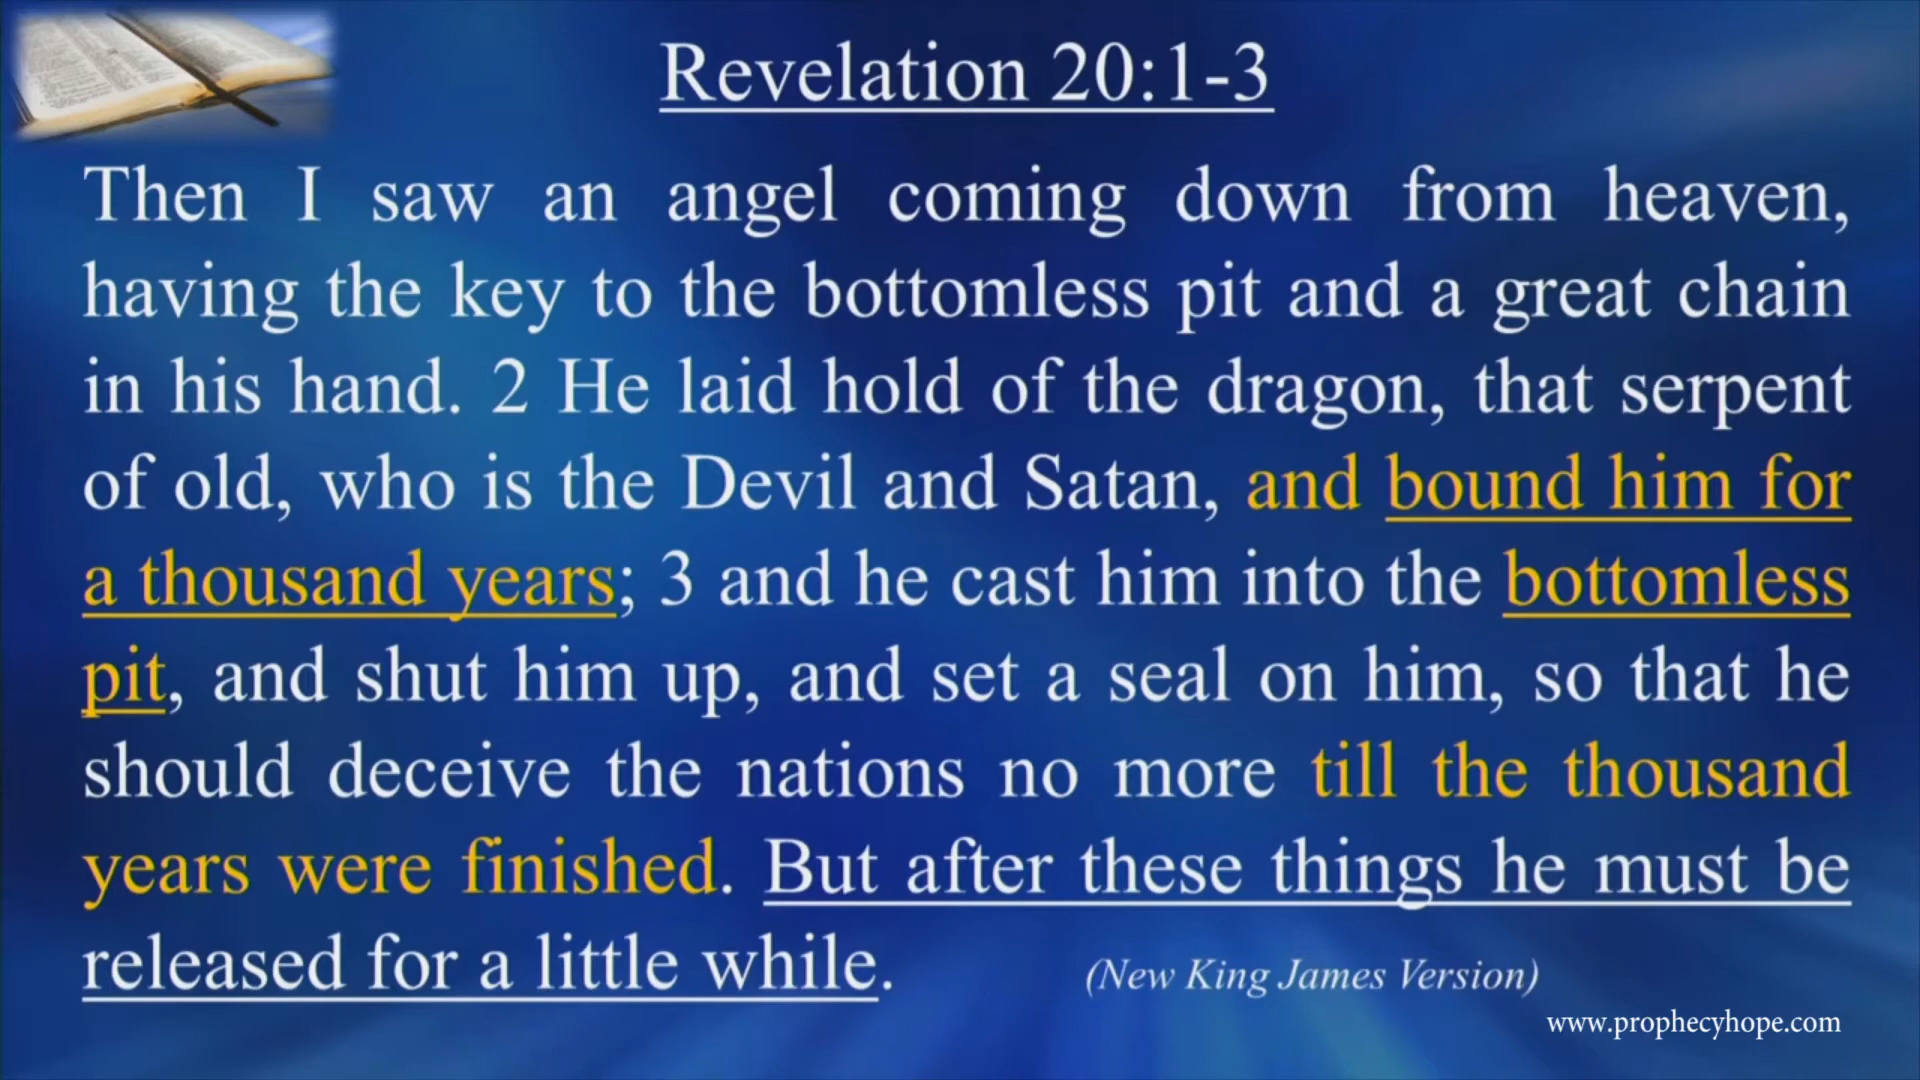 Revelation 20:1-3
Then I saw an angel coming down from heaven,
having the key to the bottomless pit and a great chain
in his hand. 2 He laid hold of the dragon, that serpent
of old, who is the Devil and Satan, and bound him for
a thousand years; 3 and he cast him into the bottomless
pit, and shut him up, and set a seal on him, so that he
should deceive the nations no more till the thousand
years were finished. But after these things he must be
released for a little while. (New King James Version)
www.prophecyhope.com